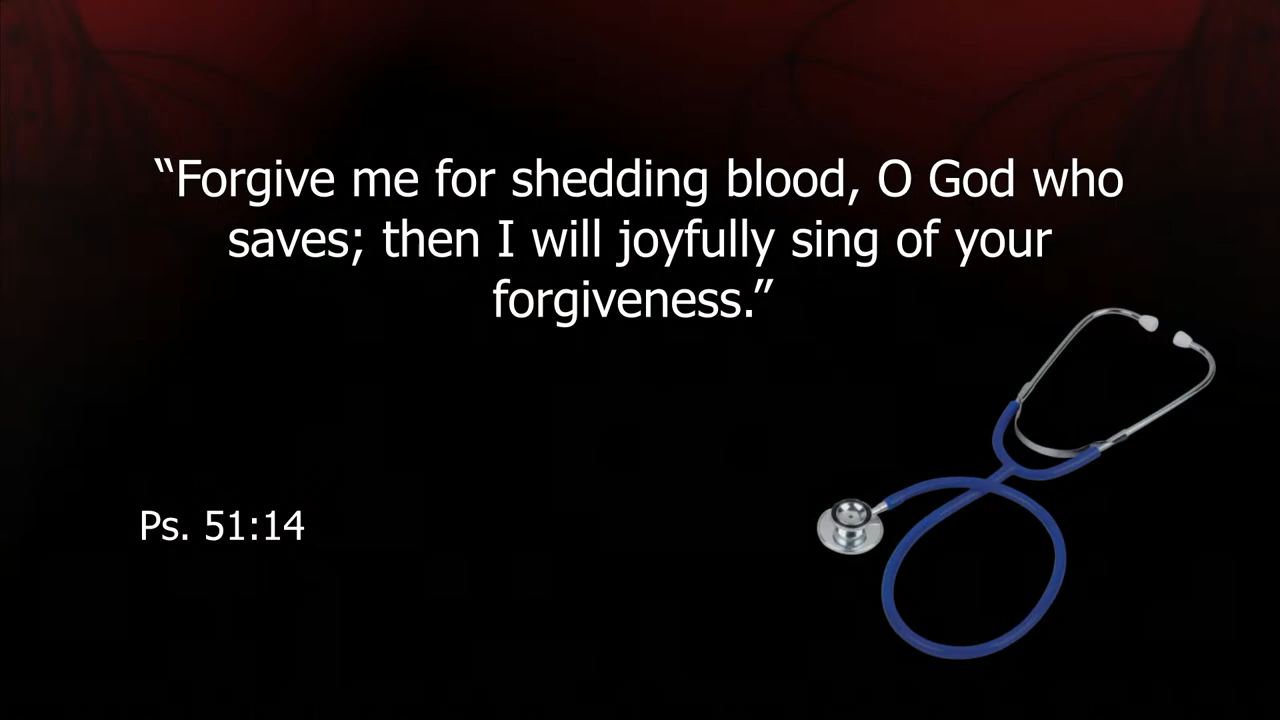 “Forgive me for shedding blood, O God who
saves; then I will joyfully sing of your
forgiveness.”
Ps. 51:14